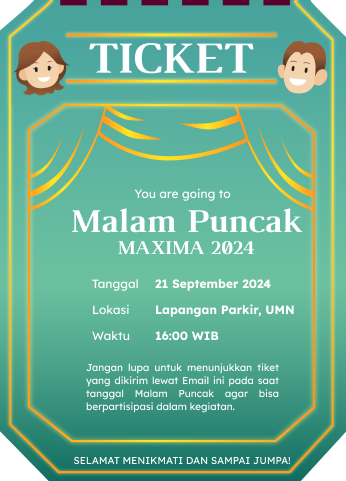 TICKET
You are going to
Malam Puncak
MAXIMA 2024
Tanggal 21 September 2024
Lokasi Lapangan Parkir, UMN
Waktu 16:00 WIB
Jangan lupa untuk menunjukkan tiket
yang dikirim lewat Email ini pada saat
tanggal Malam Puncak agar bisa
berpartisipasi dalam kegiatan.
SELAMAT MENIKMATI DAN SAMPAI JUMPA!